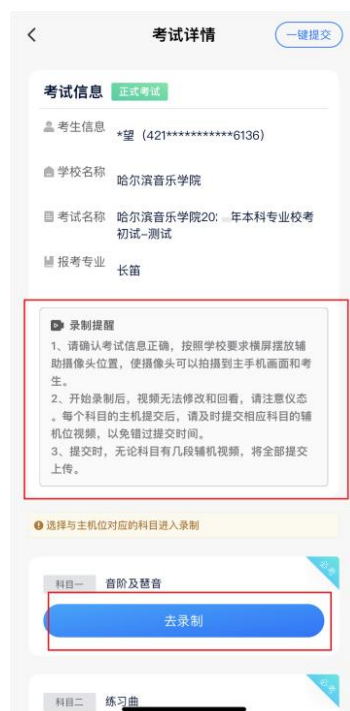 考试详情
一键提交
考试信息 正式考试
考生信息 *望 (421***********6136)
学校名称 哈尔滨音乐学院
考试名称 哈尔滨音乐学院20: 年本科专业校考
初试-测试
报考专业 长笛
录制提醒
1、请确认考试信息正确，按照学校要求横屏摆放辅
助摄像头位置，使摄像头可以拍摄到主手机画面和考
生。
2、开始录制后，视频无法修改和回看，请注意仪态
。每个科目的主机提交后，请及时提交相应科目的辅
机位视频，以免错过提交时间。
3、提交时，无论科目有几段辅机视频，将全部提交
上传。
选择与主机位对应的科目进入录制
必考
科目一 音阶及琶音
去录制
必考
科目二 练习曲